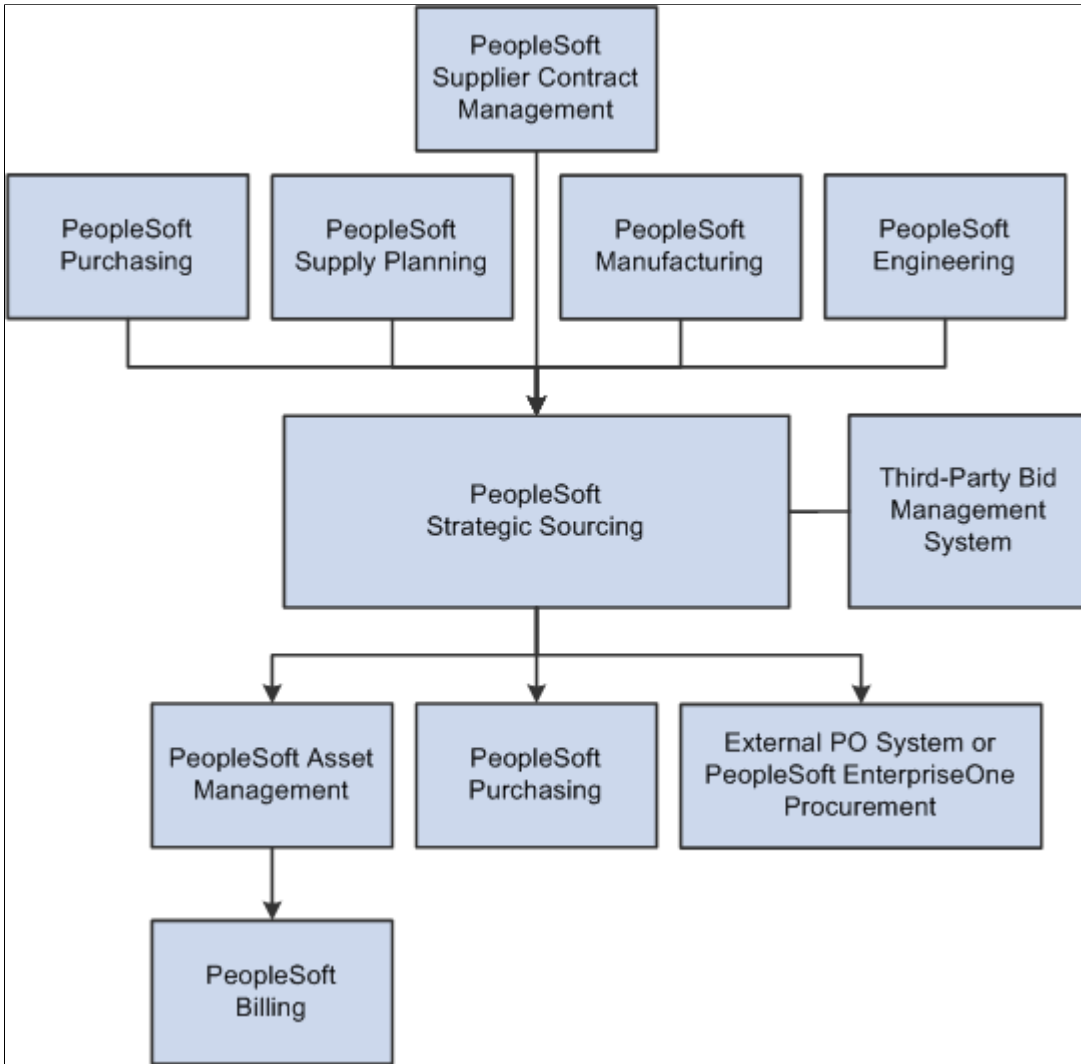 PeopleSoft
Supplier Contract
Management
PeopleSoft
Purchasing
PeopleSoft
Supply Planning
PeopleSoft
Manufacturing
PeopleSoft
Engineering
PeopleSoft
Strategic Sourcing
Third-Party Bid
Management
System
PeopleSoft Asset
Management
PeopleSoft
Purchasing
External PO System or
PeopleSoft EnterpriseOne
Procurement
PeopleSoft
Billing